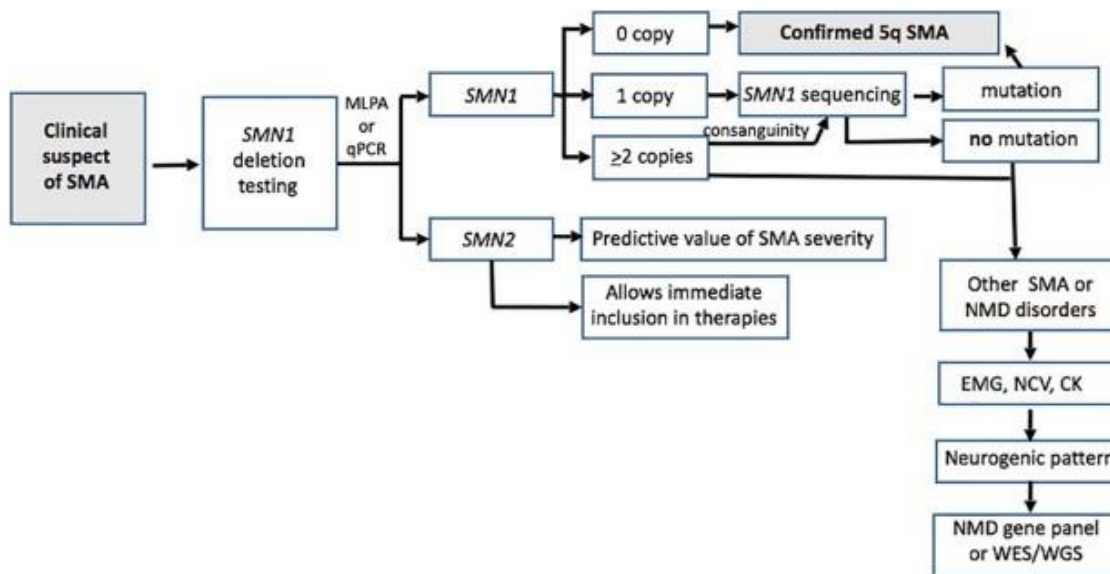 Clinical
suspect
of SMA
SMN1
deletion
testing
MLPA
or
qPCR
SMN1
0 copy
Confirmed 5q SMA
1 copy
SMN1 sequencing
mutation
consanguinity
≥2 copies
no mutation
SMN2
Predictive value of SMA severity
Allows immediate
inclusion in therapies
Other SMA or
NMD disorders
EMG, NCV, CK
Neurogenic pattern
NMD gene panel
or WES/WGS